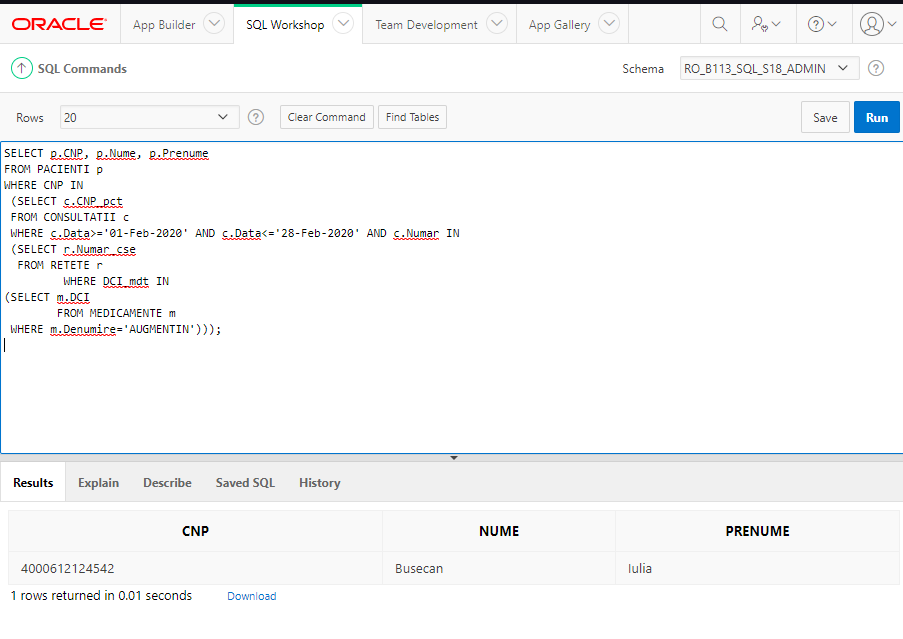 ORACLE® App Builder SQL Workshop Team Development App Gallery
SQL Commands Schema RO_B113_SQL_S18_ADMIN
Rows 20 Clear Command Find Tables Save Run
SELECT p.CNP, p.Nume, p.Prenume
FROM PACIENTI p
WHERE CNP IN
(SELECT c.CNP_pct
FROM CONSULTATII c
WHERE c.Data>='01-Feb-2020' AND c.Data<='28-Feb-2020' AND c.Numar IN
(SELECT r.Numar_cse
FROM RETETE r
WHERE DCI_mdt IN
(SELECT m.DCI
FROM MEDICAMENTE m
WHERE m.Denumire='AUGMENTIN')));
Results Explain Describe Saved SQL History
CNP NUME PRENUME
4000612124542 Busecan Iulia
1 rows returned in 0.01 seconds Download